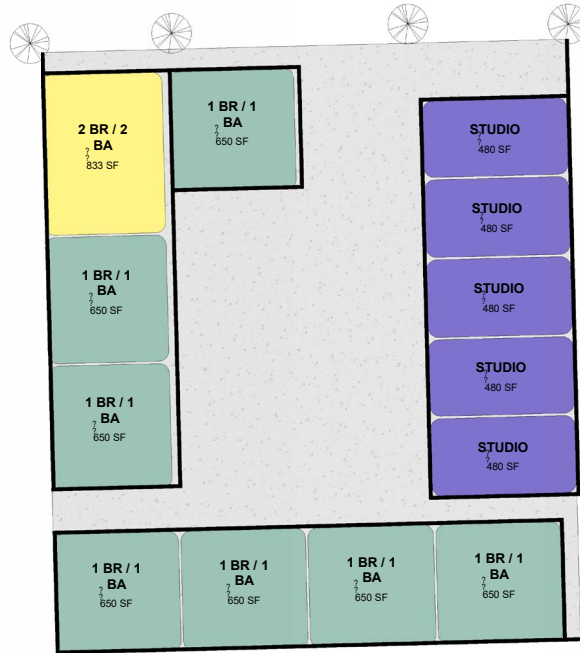 2 BR / 2
BA
?
?
833 SF
1 BR / 1
BA
?
?
650 SF
STUDIO
?
?
480 SF
STUDIO
?
?
480 SF
1 BR / 1
BA
?
?
650 SF
STUDIO
?
?
480 SF
1 BR / 1
BA
?
?
650 SF
STUDIO
?
?
480 SF
STUDIO
?
?
480 SF
1 BR / 1
BA
?
?
650 SF
1 BR / 1
BA
?
?
650 SF
1 BR / 1
BA
?
?
650 SF
1 BR / 1
BA
?
?
650 SF